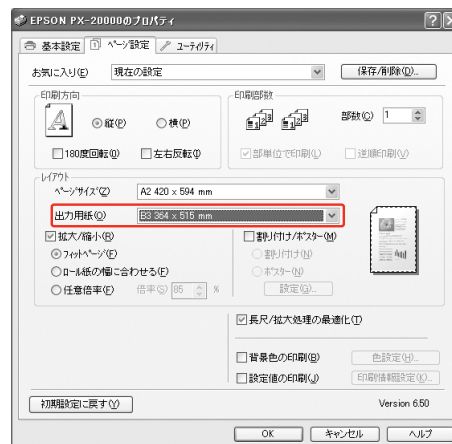 EPSON PX-20000のプロパティ
基本設定 ページ設定 ユーティリティ
お気に入り(E) 現在の設定 保存/削除(D)...
印刷方向 印刷部数
縦(P) 横(P) 部数(C) 1
180度回転(0) 左右反転(I) 部単位で印刷(L) 逆順印刷(V)
レイアウト
ページサイズ(Z) A2 420 x 594 mm
出力用紙(O) B3 364 x 515 mm
拡大/縮小(R) 割り付け/ポスター(M)
フィットページ(E) 割り付け(N)
ロール紙の幅に合わせる(F) ポスター(N)
任意倍率(F) 倍率(S) 85 % 設定(G)...
長尺/拡大処理の最適化(T)
背景色の印刷(B) 色設定(H)...
設定値の印刷(J) 印刷情報設定(K)...
初期設定に戻す(Y) Version 6.50
OK キャンセル ヘルプ